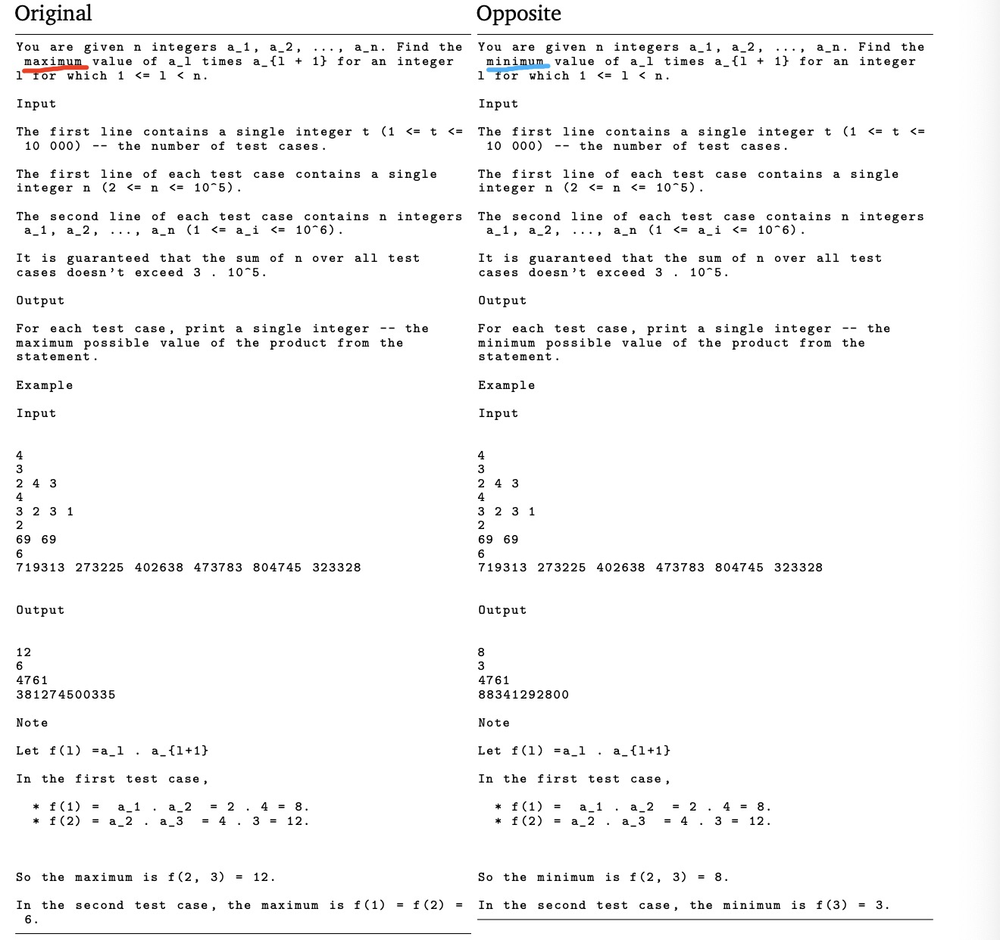 Original
You are given n integers a_1, a_2, ..., a_n. Find the
maximum value of a_l times a_{l + 1} for an integer
l for which 1 <= l < n.
Input
The first line contains a single integer t (1 <= t <=
10 000) -- the number of test cases.
The first line of each test case contains a single
integer n (2 <= n <= 10^5).
The second line of each test case contains n integers
a_1, a_2, ..., a_n (1 <= a_i <= 10^6).
It is guaranteed that the sum of n over all test
cases doesn't exceed 3 . 10^5.
Output
For each test case, print a single integer -- the
maximum possible value of the product from the
statement.
Example
Input
4
3
2 4 3
4
3 2 3 1
2
69 69
6
719313 273225 402638 473783 804745 323328
Output
12
6
4761
381274500335
Note
Let f(l) =a_l . a_{l+1}
In the first test case,
* f(1) = a_1 . a_2 = 2 . 4 = 8.
* f(2) = a_2 . a_3 = 4 . 3 = 12.
So the maximum is f(2, 3) = 12.
In the second test case, the maximum is f(1) = f(2) =
6.
Opposite
You are given n integers a_1, a_2, ..., a_n. Find the
minimum value of a_l times a_{l + 1} for an integer
l for which 1 <= l < n.
Input
The first line contains a single integer t (1 <= t <=
10 000) -- the number of test cases.
The first line of each test case contains a single
integer n (2 <= n <= 10^5).
The second line of each test case contains n integers
a_1, a_2, ..., a_n (1 <= a_i <= 10^6).
It is guaranteed that the sum of n over all test
cases doesn't exceed 3 . 10^5.
Output
For each test case, print a single integer -- the
minimum possible value of the product from the
statement.
Example
Input
4
3
2 4 3
4
3 2 3 1
2
69 69
6
719313 273225 402638 473783 804745 323328
Output
8
3
4761
88341292800
Note
Let f(l) =a_l . a_{l+1}
In the first test case,
* f(1) = a_1 . a_2 = 2 . 4 = 8.
* f(2) = a_2 . a_3 = 4 . 3 = 12.
So the minimum is f(2, 3) = 8.
In the second test case, the minimum is f(3) = 3.